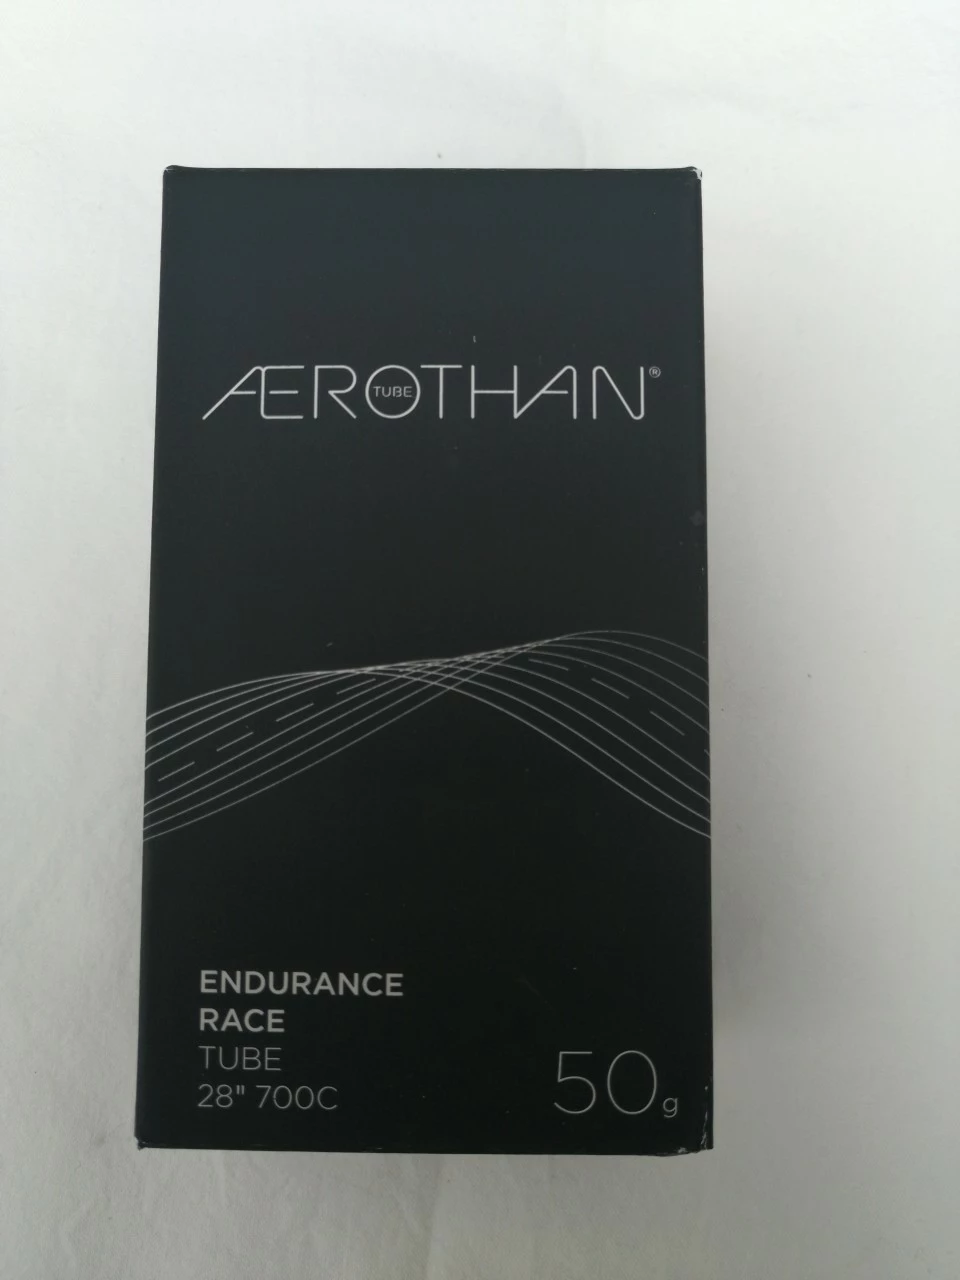 ÆROTHAN®
TUBE
ENDURANCE
RACE
TUBE
28" 700C
50g